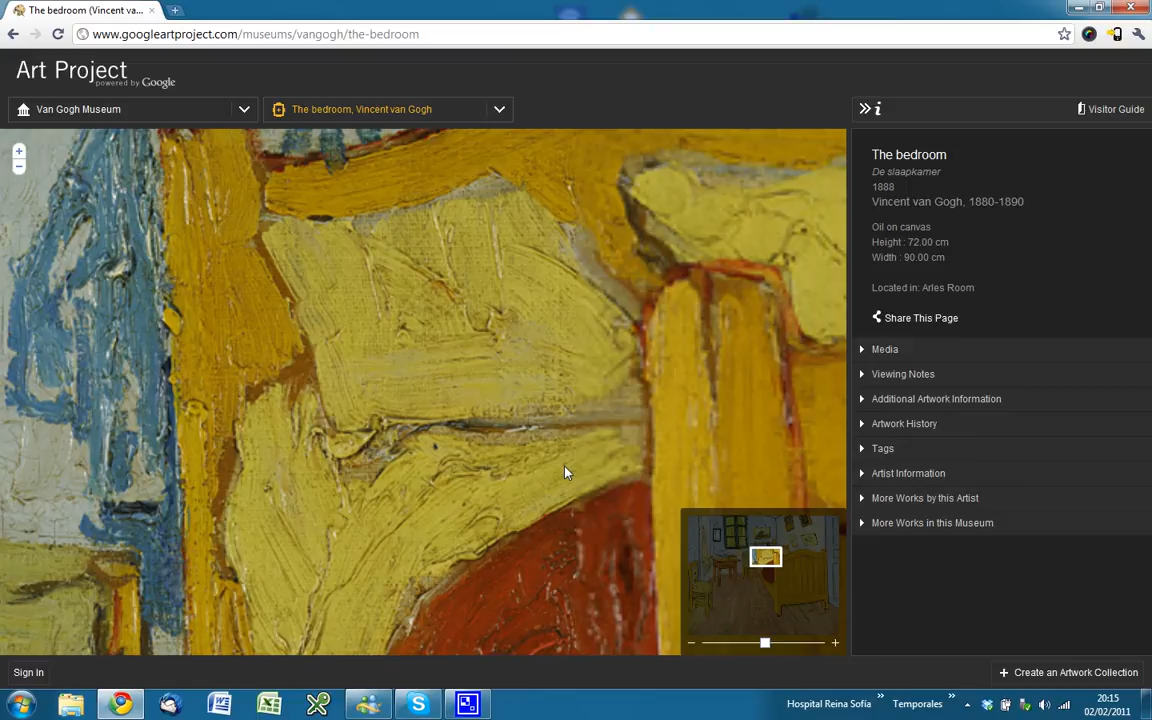 The bedroom (Vincent va...
www.googleartproject.com/museums/vangogh/the-bedroom
Art Project
powered by Google
Van Gogh Museum
The bedroom, Vincent van Gogh
Visitor Guide
The bedroom
De slaapkamer
1888
Vincent van Gogh, 1880-1890
Oil on canvas
Height : 72.00 cm
Width : 90.00 cm
Located in: Arles Room
Share This Page
Media
Viewing Notes
Additional Artwork Information
Artwork History
Tags
Artist Information
More Works by this Artist
More Works in this Museum
Sign In
Create an Artwork Collection
Hospital Reina Sofía
Temporales
20:15
02/02/2011